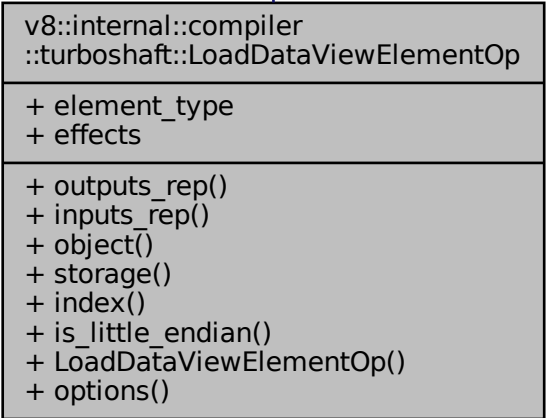 v8::internal::compiler
::turboshaft::LoadDataViewElementOp
+ element_type
+ effects
+ outputs_rep()
+ inputs_rep()
+ object()
+ storage()
+ index()
+ is_little_endian()
+ LoadDataViewElementOp()
+ options()